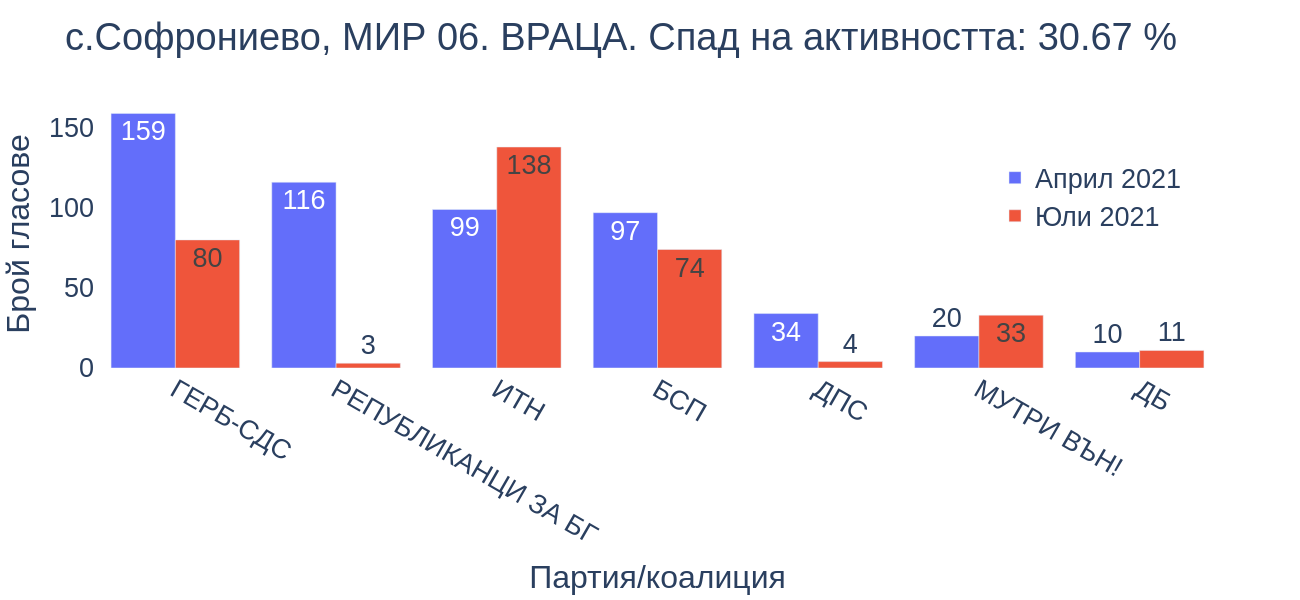 с.Софрониево, МИР 06. ВРАЦА. Спад на активността: 30.67 %
Брой гласове
150
100
50
0
159
80
116
3
99
138
97
74
34
4
20
33
10
11
Април 2021
Юли 2021
ГЕРБ-СДС
РЕПУБЛИКАНЦИ ЗА БГ
ИТН
БСП
ДПС
МУТРИ ВЪН!
ДБ
Партия/коалиция